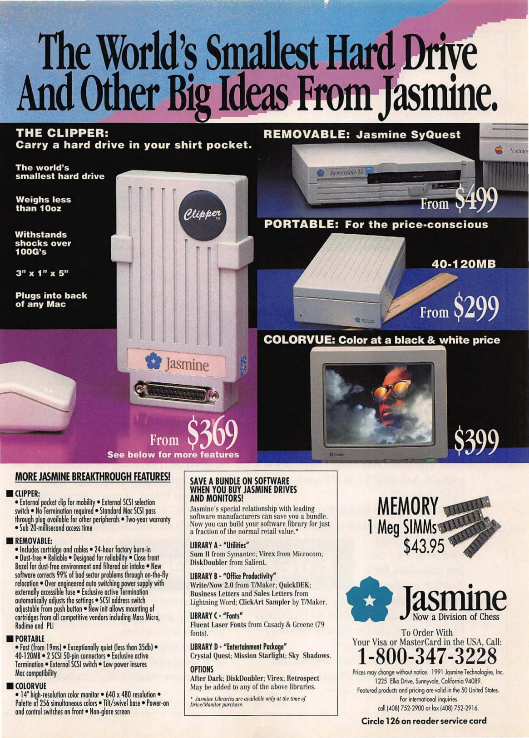 The World's Smallest Hard Drive
And Other Big Ideas From Jasmine.
THE CLIPPER:
Carry a hard drive in your shirt pocket.
The world's
smallest hard drive
Weighs less
than 10oz
Withstands
shocks over
100G's
3" x 1" x 5"
Plugs into back
of any Mac
Clipper
Jasmine
From $369
See below for more features
REMOVABLE: Jasmine SyQuest
Removable 45
From $499
PORTABLE: For the price-conscious
40-120MB
From $299
COLORVUE: Color at a black & white price
$399
MORE JASMINE BREAKTHROUGH FEATURES!
■ CLIPPER:
• External pocket clip for mobility • External SCSI selection
switch • No Termination required • Standard Mac SCSI pass
through plug available for other peripherals • Two-year warranty
• Sub 20-millisecond access time
■ REMOVABLE:
• Includes cartridge and cables • 24-hour factory burn-in
• Dust-free • Reliable • Designed for reliability • Close front
Bezel for dust-free environment and filtered air intake • New
software corrects 99% of bad sector problems through on-the-fly
relocation • Over engineered auto switching power supply with
externally accessible fuse • Exclusive active Termination
automatically adjusts the settings • SCSI address switch
adjustable from push button • New init allows mounting of
cartridges from all competitive vendors including Mass Micro,
Rodime and PLI
■ PORTABLE
• Fast (from 19ms) • Exceptionally quiet (less than 35db) •
40-120MB • 2 SCSI 50-pin connectors • Exclusive active
Termination • External SCSI switch • Low power insures
Mac compatibility
■ COLORVUE
• 14" high-resolution color monitor • 640 x 480 resolution •
Palette of 256 simultaneous colors • Tilt/swivel base • Power-on
and control switches on front • Non-glare screen
SAVE A BUNDLE ON SOFTWARE
WHEN YOU BUY JASMINE DRIVES
AND MONITORS!
Jasmine's special relationship with leading
software manufacturers can save you a bundle.
Now you can build your software library for just
a fraction of the normal retail value.*
LIBRARY A - "Utilities"
Sum II from Symantec; Virex from Microcom;
DiskDoubler from Salient.
LIBRARY B - "Office Productivity"
Write/Now 2.0 from T/Maker; QuickDEK;
Business Letters and Sales Letters from
Lightning Word; ClickArt Sampler by T/Maker.
LIBRARY C - "Fonts"
Fluent Laser Fonts from Casady & Greene (79
fonts).
LIBRARY D - "Entertainment Package"
Crystal Quest; Mission Starlight; Sky Shadows.
OPTIONS
After Dark; DiskDoubler; Virex; Retrospect
May be added to any of the above libraries.
* Jasmine Libraries are available only at the time of
Drive/Monitor purchase.
MEMORY
1 Meg SIMMs
$43.95
Jasmine
Now a Division of Chess
To Order With
Your Visa or MasterCard in the USA, Call:
1-800-347-3228
Prices may change without notice. 1991 Jasmine Technologies, Inc.
1225 Elko Drive, Sunnyvale, California 94089.
Featured products and pricing are valid in the 50 United States.
For international inquiries
call (408) 752-2900 or fax (408) 752-2916.
Circle 126 on reader service card